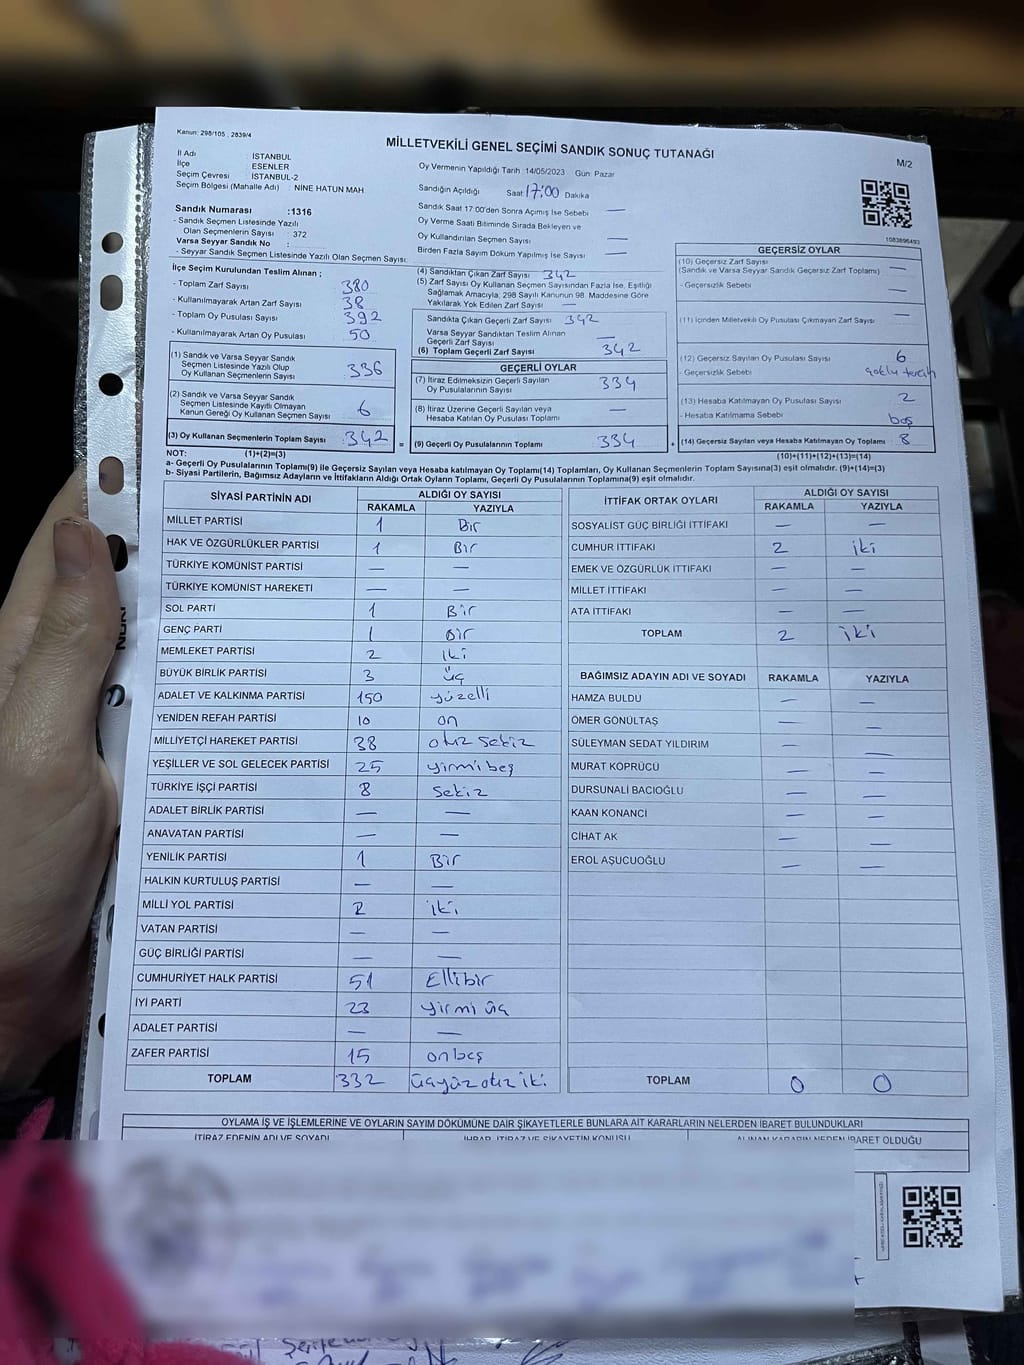 Kanun: 298/105 , 2839/4
MİLLETVEKİLİ GENEL SEÇİMİ SANDIK SONUÇ TUTANAĞI
M/2
İl Adı : İSTANBUL
İlçe : ESENLER
Seçim Çevresi : İSTANBUL-2
Seçim Bölgesi (Mahalle Adı) : NİNE HATUN MAH
Sandık Numarası :1316
- Sandık Seçmen Listesinde Yazılı
Olan Seçmenlerin Sayısı : 372
Varsa Seyyar Sandık No :
- Seyyar Sandık Seçmen Listesinde Yazılı Olan Seçmen Sayısı:
Oy Vermenin Yapıldığı Tarih :14/05/2023 Gün: Pazar
Sandığın Açıldığı Saat 17:00 Dakika
Sandık Saat 17:00'den Sonra Açımış İse Sebebi —
Oy Verme Saati Bitiminde Sırada Bekleyen ve
Oy Kullandırılan Seçmen Sayısı —
Birden Fazla Sayım Döküm Yapılmış İse Sayısı —
1083896493
İlçe Seçim Kurulundan Teslim Alınan ;
- Toplam Zarf Sayısı : 380
- Kullanılmayarak Artan Zarf Sayısı : 38
- Toplam Oy Pusulası Sayısı : 392
- Kullanılmayarak Artan Oy Pusulası : 50
(1) Sandık ve Varsa Seyyar Sandık
Seçmen Listesinde Yazılı Olup
Oy Kullanan Seçmenlerin Sayısı : 336
(2) Sandık ve Varsa Seyyar Sandık
Seçmen Listesinde Kayıtlı Olmayan
Kanun Gereği Oy Kullanan Seçmen Sayısı : 6
(3) Oy Kullanan Seçmenlerin Toplam Sayısı :342 =
(4) Sandıktan Çıkan Zarf Sayısı : 342
(5) Zarf Sayısı Oy Kullanan Seçmen Sayısından Fazla İse, Eşitliği
Sağlamak Amacıyla; 298 Sayılı Kanunun 98. Maddesine Göre
Yakılarak Yok Edilen Zarf Sayısı : —
Sandıkta Çıkan Geçerli Zarf Sayısı : 342
Varsa Seyyar Sandıktan Teslim Alınan
Geçerli Zarf Sayısı : —
(6) Toplam Geçerli Zarf Sayısı : 342
GEÇERLİ OYLAR
(7) İtiraz Edilmeksizin Geçerli Sayılan
Oy Pusulalarının Sayısı : 334
(8) İtiraz Üzerine Geçerli Sayılan veya
Hesaba Katılan Oy Pusulası Toplamı : —
(9) Geçerli Oy Pusulalarının Toplamı : 334 +
GEÇERSİZ OYLAR
(10) Geçersiz Zarf Sayısı
(Sandık ve Varsa Seyyar Sandık Geçersiz Zarf Toplamı) —
- Geçersizlik Sebebi —
(11) İçinden Milletvekili Oy Pusulası Çıkmayan Zarf Sayısı : —
(12) Geçersiz Sayılan Oy Pusulası Sayısı : 6
- Geçersizlik Sebebi : çoklu tercih
(13) Hesaba Katılmayan Oy Pusulası Sayısı : 2
- Hesaba Katılmama Sebebi : boş
(14) Geçersiz Sayılan veya Hesaba Katılmayan Oy Toplamı : 8
NOT: (1)+(2)=(3) (10)+(11)+(12)+(13)=(14)
a- Geçerli Oy Pusulalarının Toplamı(9) ile Geçersiz Sayılan veya Hesaba katılmayan Oy Toplamı(14) Toplamları, Oy Kullanan Seçmenlerin Toplam Sayısına(3) eşit olmalıdır. (9)+(14)=(3)
b- Siyasi Partilerin, Bağımsız Adayların ve İttifakların Aldığı Ortak Oyların Toplamı, Geçerli Oy Pusulalarının Toplamına(9) eşit olmalıdır.
SİYASİ PARTİNİN ADI ALDIĞI OY SAYISI
RAKAMLA YAZIYLA
MİLLET PARTİSİ 1 Bir
HAK VE ÖZGÜRLÜKLER PARTİSİ 1 Bir
TÜRKİYE KOMÜNİST PARTİSİ — —
TÜRKİYE KOMÜNİST HAREKETİ — —
SOL PARTİ 1 Bir
GENÇ PARTİ 1 Bir
MEMLEKET PARTİSİ 2 iki
BÜYÜK BİRLİK PARTİSİ 3 üç
ADALET VE KALKINMA PARTİSİ 150 yüzelli
YENİDEN REFAH PARTİSİ 10 on
MİLLİYETÇİ HAREKET PARTİSİ 38 otuz sekiz
YEŞİLLER VE SOL GELECEK PARTİSİ 25 yirmi beş
TÜRKİYE İŞÇİ PARTİSİ 8 sekiz
ADALET BİRLİK PARTİSİ — —
ANAVATAN PARTİSİ — —
YENİLİK PARTİSİ 1 Bir
HALKIN KURTULUŞ PARTİSİ — —
MİLLİ YOL PARTİSİ 2 iki
VATAN PARTİSİ — —
GÜÇ BİRLİĞİ PARTİSİ — —
CUMHURİYET HALK PARTİSİ 51 Ellibir
İYİ PARTİ 23 yirmi üç
ADALET PARTİSİ — —
ZAFER PARTİSİ 15 onbeş
TOPLAM 332 üçyüz otuz iki
İTTİFAK ORTAK OYLARI ALDIĞI OY SAYISI
RAKAMLA YAZIYLA
SOSYALİST GÜÇ BİRLİĞİ İTTİFAKI — —
CUMHUR İTTİFAKI 2 iki
EMEK VE ÖZGÜRLÜK İTTİFAKI — —
MİLLET İTTİFAKI — —
ATA İTTİFAKI — —
TOPLAM 2 iki
BAĞIMSIZ ADAYIN ADI VE SOYADI RAKAMLA YAZIYLA
HAMZA BULDU — —
ÖMER GÖNÜLTAŞ — —
SÜLEYMAN SEDAT YILDIRIM — —
MURAT KÖPRÜCÜ — —
DURSUNALİ BACIOĞLU — —
KAAN KONANCİ — —
CİHAT AK — —
EROL AŞUCUOĞLU — —
TOPLAM 0 0
OYLAMA İŞ VE İŞLEMLERİNE VE OYLARIN SAYIM DÖKÜMÜNE DAİR ŞİKAYETLERLE BUNLARA AİT KARARLARIN NELERDEN İBARET BULUNDUKLARI
İTİRAZ EDENİN ADI VE SOYADI İHBAR, İTİRAZ VE ŞİKAYETİN KONUSU ALINAN KARARIN NEDEN İBARET OLDUĞU